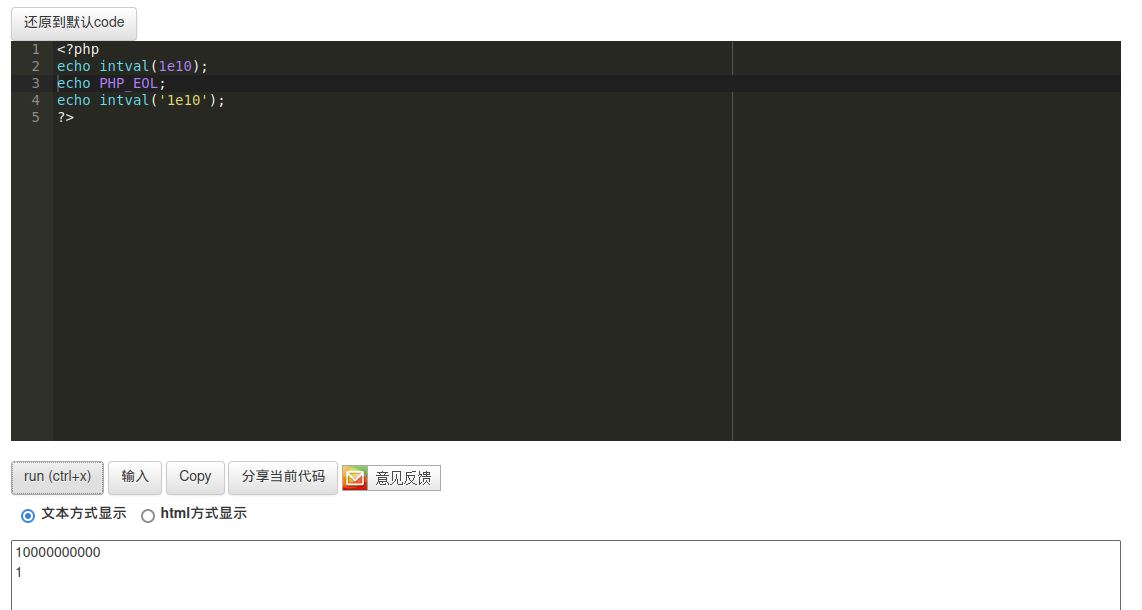 还原到默认code
1 <?php
2 echo intval(1e10);
3 echo PHP_EOL;
4 echo intval('1e10');
5 ?>
run (ctrl+x) 输入 Copy 分享当前代码 意见反馈
文本方式显示 html方式显示
10000000000
1